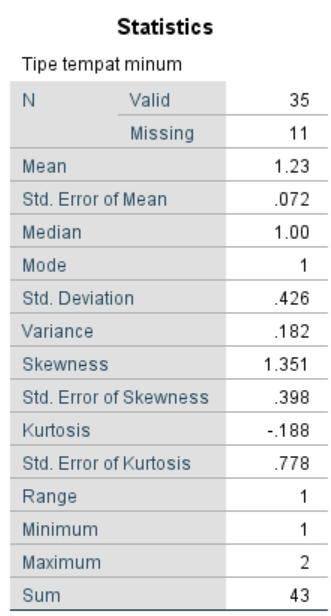 Statistics
Tipe tempat minum
N Valid 35
Missing 11
Mean 1.23
Std. Error of Mean .072
Median 1.00
Mode 1
Std. Deviation .426
Variance .182
Skewness 1.351
Std. Error of Skewness .398
Kurtosis -.188
Std. Error of Kurtosis .778
Range 1
Minimum 1
Maximum 2
Sum 43